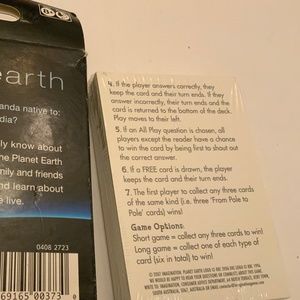 earth
anda native to:
dia?
ly know about
the Planet Earth
family and friends
nd learn about
e live.
69165 00373 0
0408 2723
4. If the player answers correctly, they
keep the card and their turn ends. If they
answer incorrectly, their turn ends and the
card is returned to the bottom of the deck.
Play moves to their left.
5. If an All Play question is chosen, all
players except the reader have a chance
to win the card by being first to shout out
the correct answer.
6. If a FREE card is drawn, the player
keeps the card and their turn ends.
7. The first player to collect any three cards
of the same kind (i.e. three 'From Pole to
Pole' cards) wins!
Game Options:
Short game = collect any three cards to win)
Long game = collect one of each type of
card (six in total) to win)